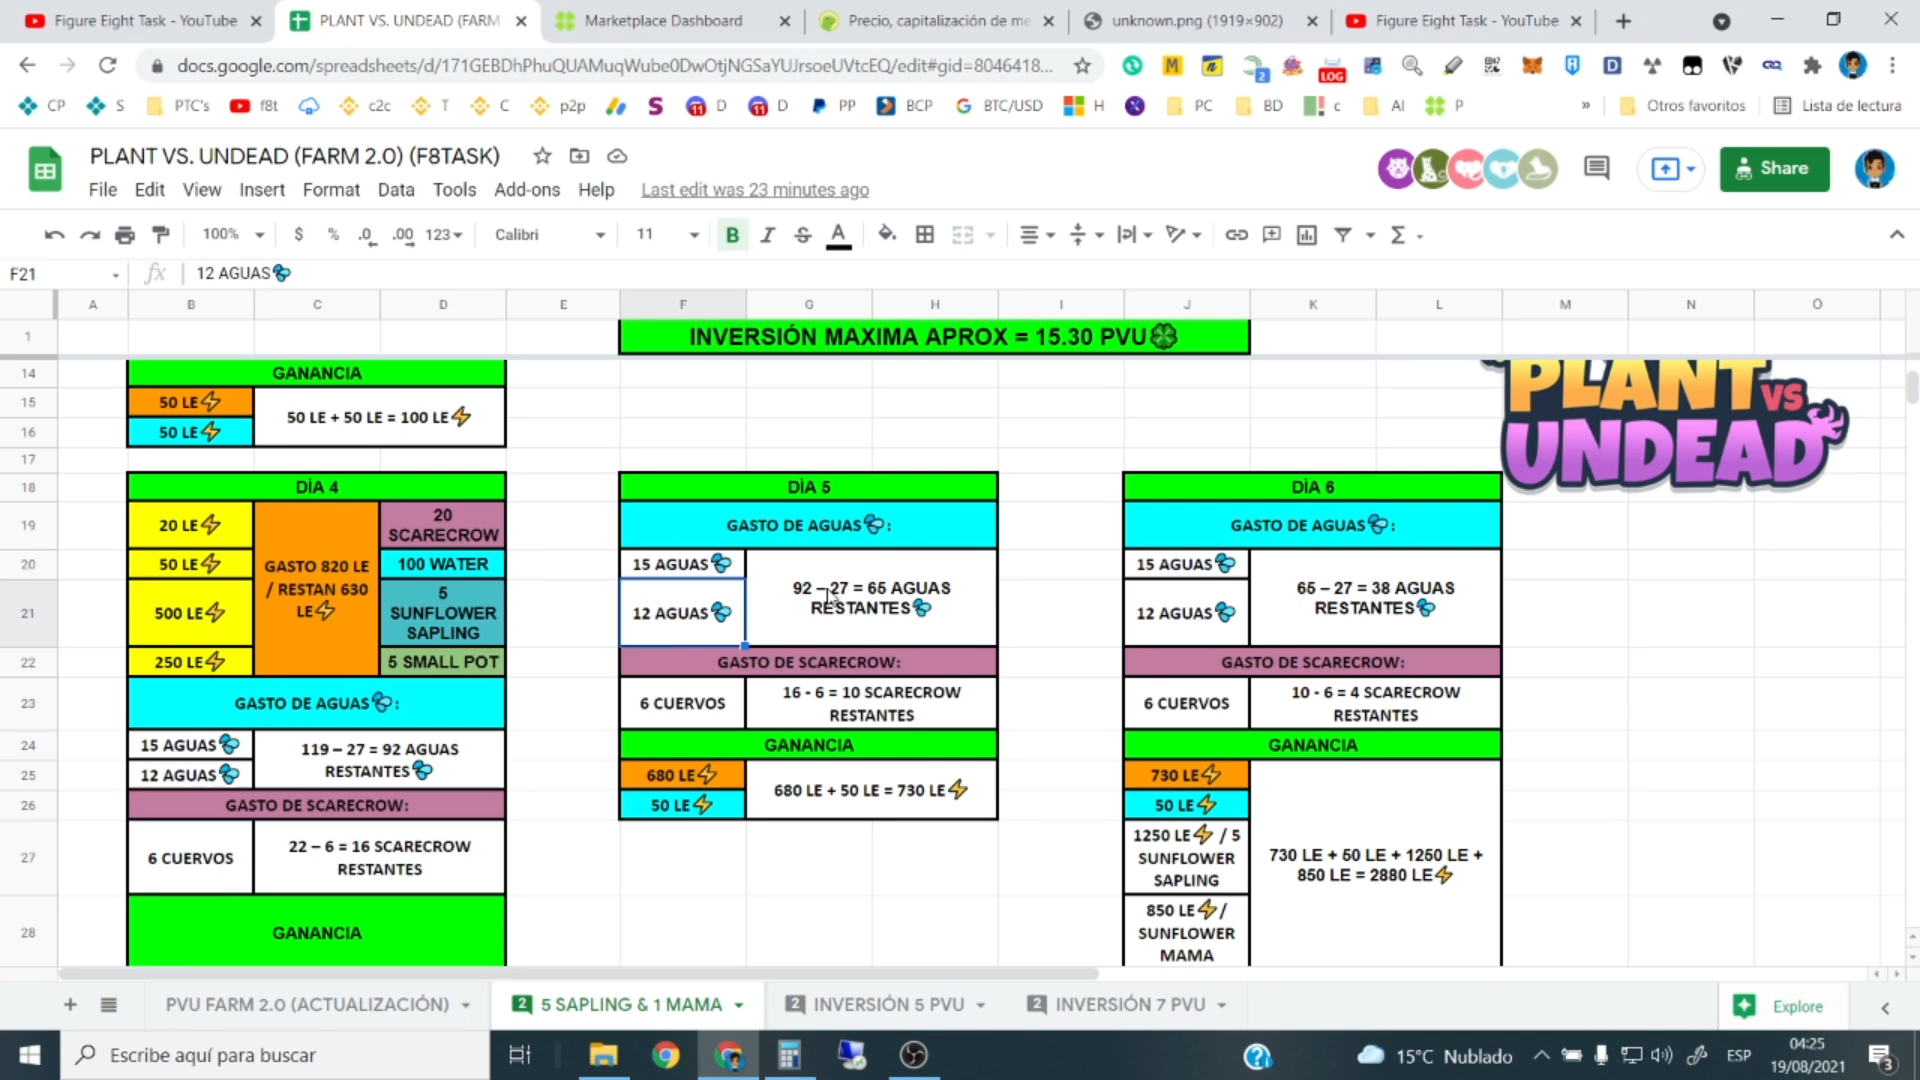 Figure Eight Task - YouTube
PLANT VS. UNDEAD (FARM
Marketplace Dashboard
Precio, capitalización de me
unknown.png (1919×902)
Figure Eight Task - YouTube
docs.google.com/spreadsheets/d/171GEBDhPhuQUAMuqWube0DwOtjNGSaYUJrsoeUVtcEQ/edit#gid=8046418...
2
LOG
CP
S
PTC's
f8t
c2c
T
C
p2p
S
11 D
11 D
PP
BCP
BTC/USD
H
PC
BD
c
AI
P
»
Otros favoritos
Lista de lectura
PLANT VS. UNDEAD (FARM 2.0) (F8TASK)
File Edit View Insert Format Data Tools Add-ons Help Last edit was 23 minutes ago
Share
100% $ % .0 .00 123 Calibri 11 B I S A
F21 fx 12 AGUAS
A B C D E F G H I J K L M N O
1 INVERSIÓN MAXIMA APROX = 15.30 PVU
PLANT VS
UNDEAD
14 GANANCIA
15 50 LE
50 LE + 50 LE = 100 LE
16 50 LE
17
18 DÍA 4
19 20 LE
GASTO 820 LE
/ RESTAN 630
LE
20
SCARECROW
20 50 LE
100 WATER
21 500 LE
5
SUNFLOWER
SAPLING
22 250 LE
5 SMALL POT
23 GASTO DE AGUAS :
24 15 AGUAS
119 – 27 = 92 AGUAS
RESTANTES
25 12 AGUAS
26 GASTO DE SCARECROW:
27 6 CUERVOS
22 – 6 = 16 SCARECROW
RESTANTES
28 GANANCIA
DÍA 5
GASTO DE AGUAS :
15 AGUAS
12 AGUAS
92 – 27 = 65 AGUAS
RESTANTES
GASTO DE SCARECROW:
6 CUERVOS
16 - 6 = 10 SCARECROW
RESTANTES
GANANCIA
680 LE
50 LE
680 LE + 50 LE = 730 LE
DÍA 6
GASTO DE AGUAS :
15 AGUAS
12 AGUAS
65 – 27 = 38 AGUAS
RESTANTES
GASTO DE SCARECROW:
6 CUERVOS
10 - 6 = 4 SCARECROW
RESTANTES
GANANCIA
730 LE
50 LE
1250 LE / 5
SUNFLOWER
SAPLING
850 LE /
SUNFLOWER
MAMA
730 LE + 50 LE + 1250 LE +
850 LE = 2880 LE
PVU FARM 2.0 (ACTUALIZACIÓN)
2 5 SAPLING & 1 MAMA
2 INVERSIÓN 5 PVU
2 INVERSIÓN 7 PVU
Explore
Escribe aquí para buscar
15°C Nublado
ESP
04:25
19/08/2021
3